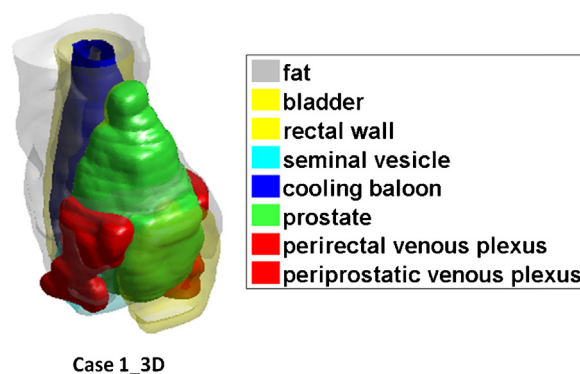 fat
bladder
rectal wall
seminal vesicle
cooling baloon
prostate
perirectal venous plexus
periprostatic venous plexus
Case 1_3D